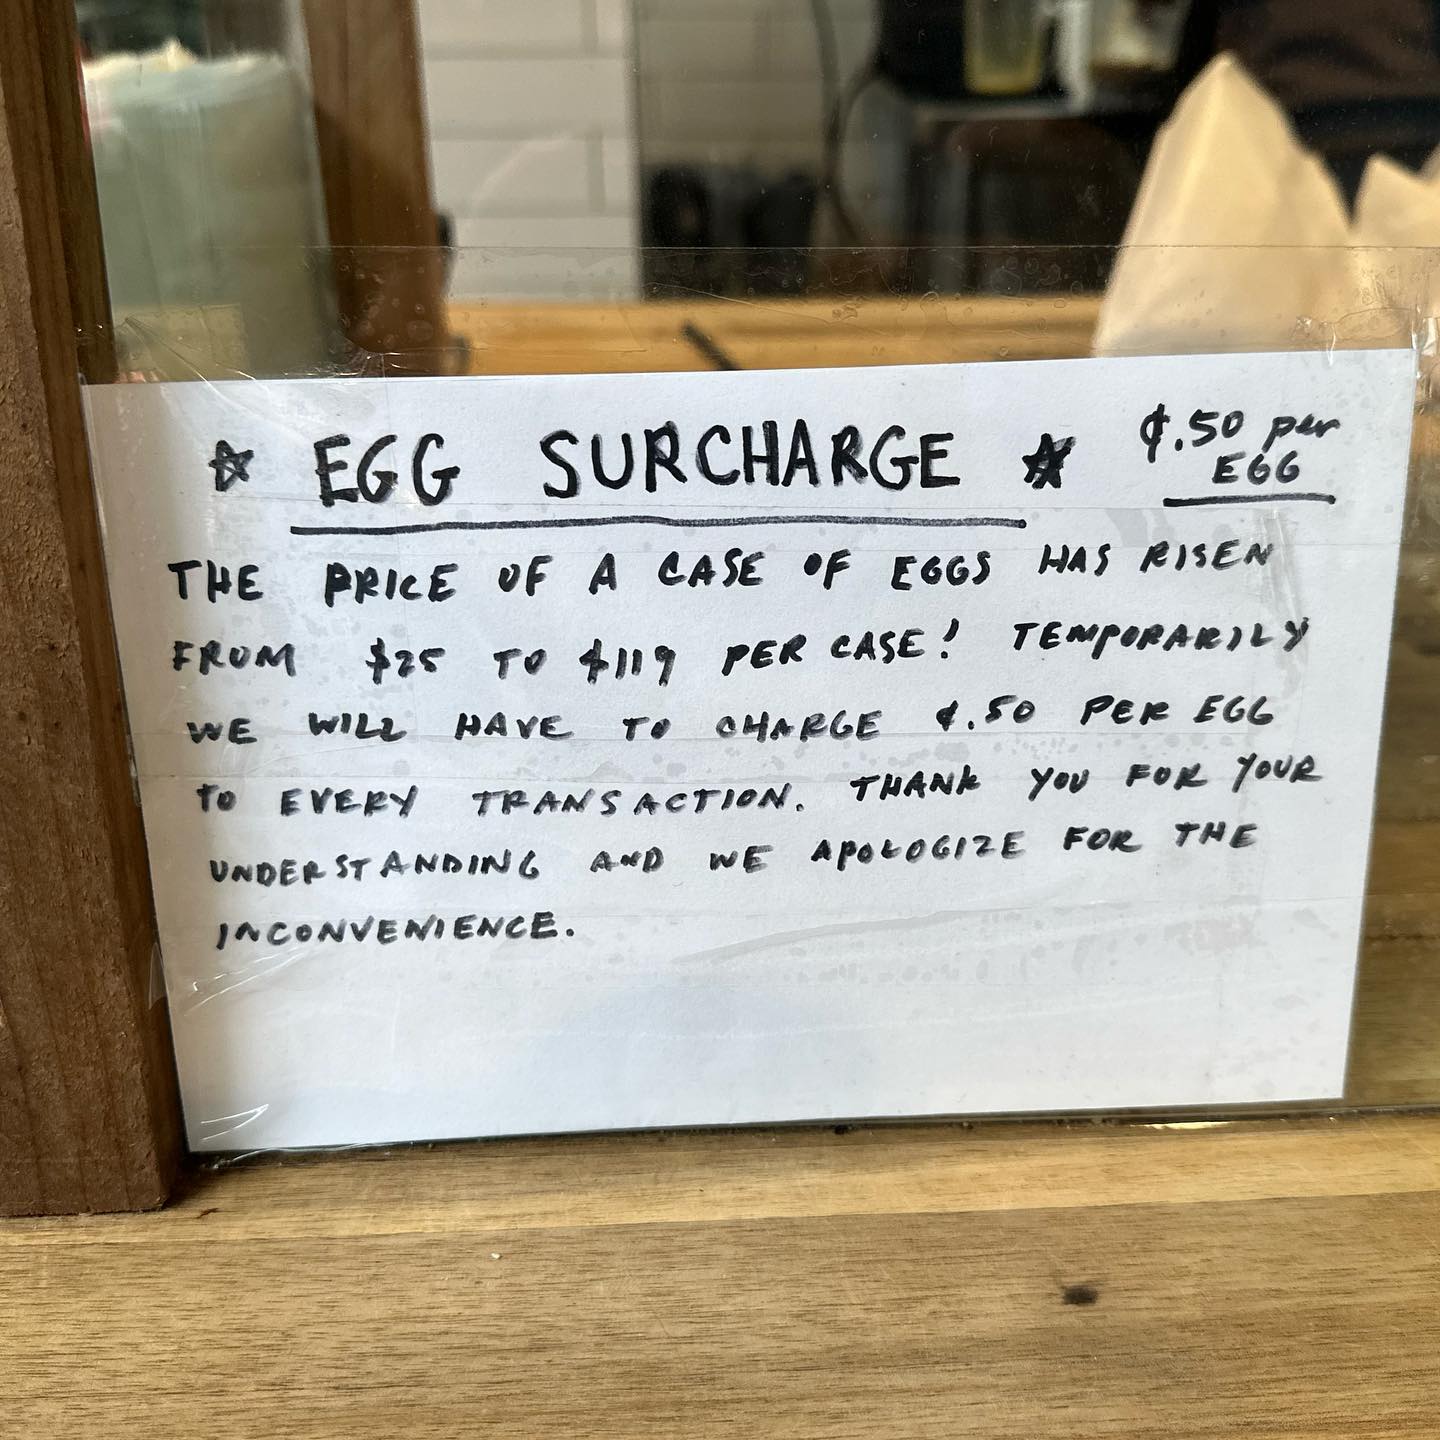 ☆ EGG SURCHARGE ★ ¢.50 per
EGG
THE PRICE OF A CASE OF EGGS HAS RISEN
FROM $25 TO $119 PER CASE! TEMPORARILY
WE WILL HAVE TO CHARGE ¢.50 PER EGG
TO EVERY TRANSACTION. THANK YOU FOR YOUR
UNDERSTANDING AND WE APOLOGIZE FOR THE
INCONVENIENCE.